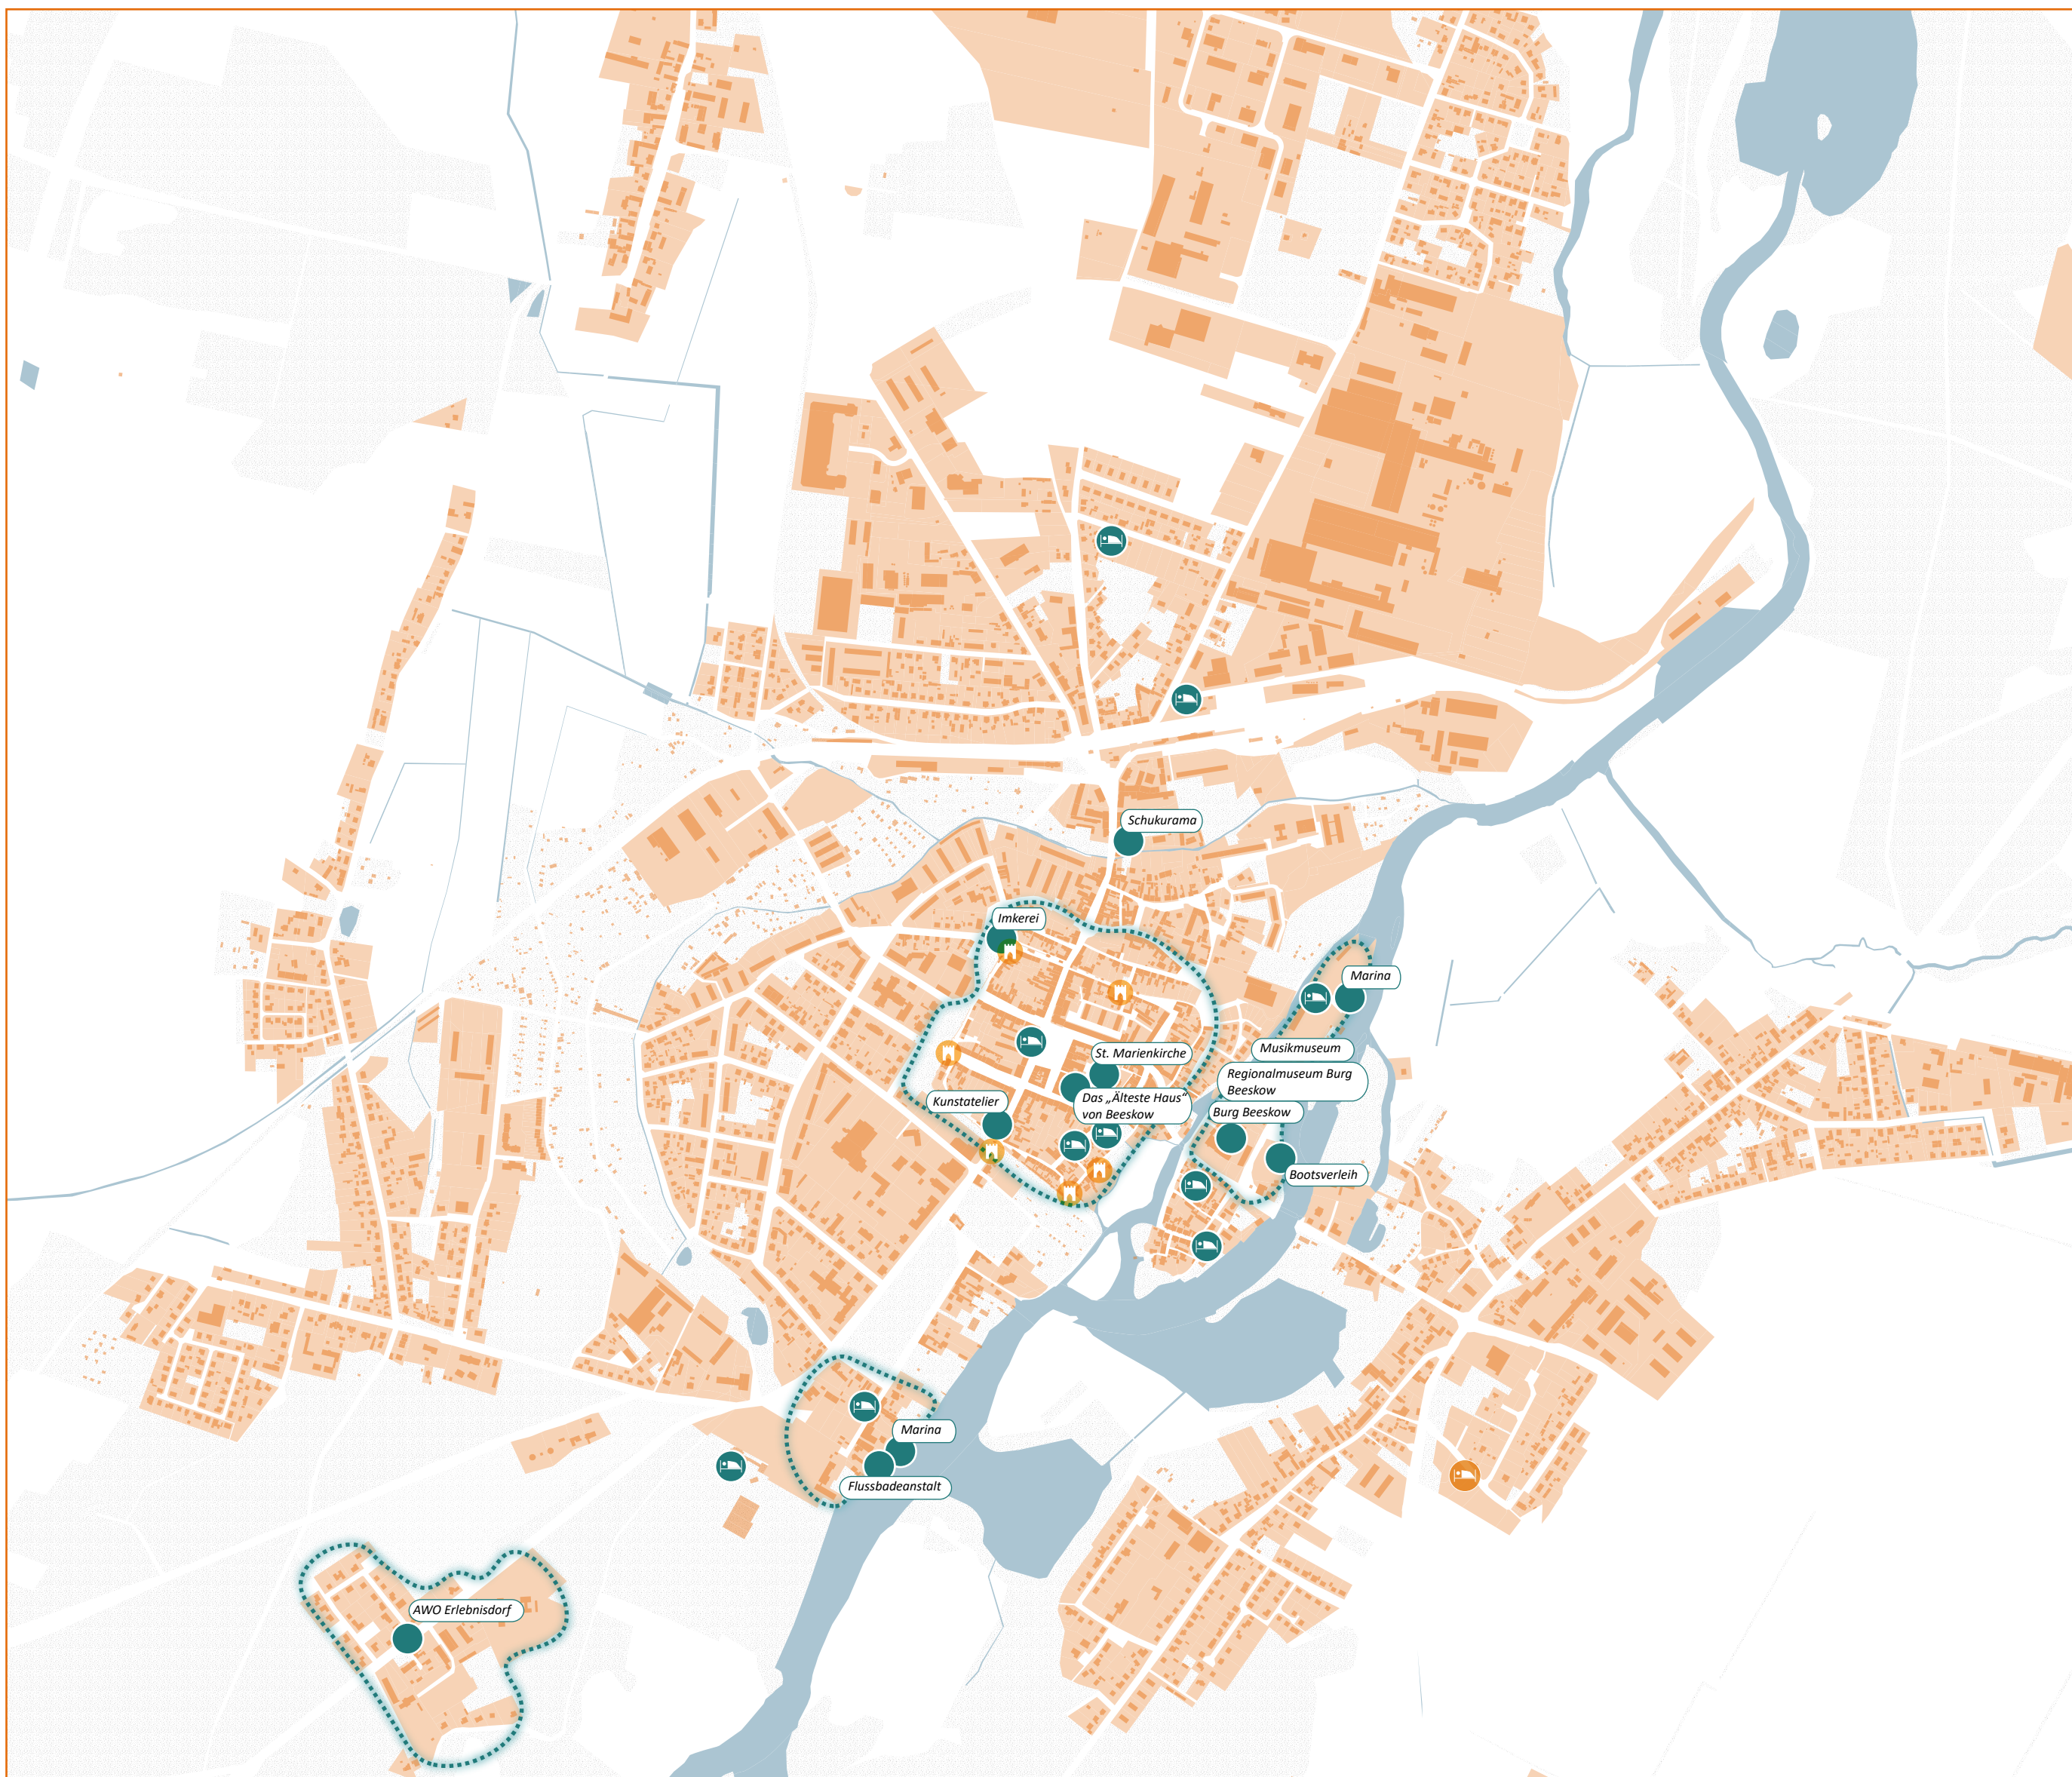 Schukurama
Imkerei
Marina
Musikmuseum
St. Marienkirche
Regionalmuseum Burg
Beeskow
Kunstatelier
Das „Älteste Haus“
von Beeskow
Burg Beeskow
Bootsverleih
Marina
Flussbadeanstalt
AWO Erlebnisdorf